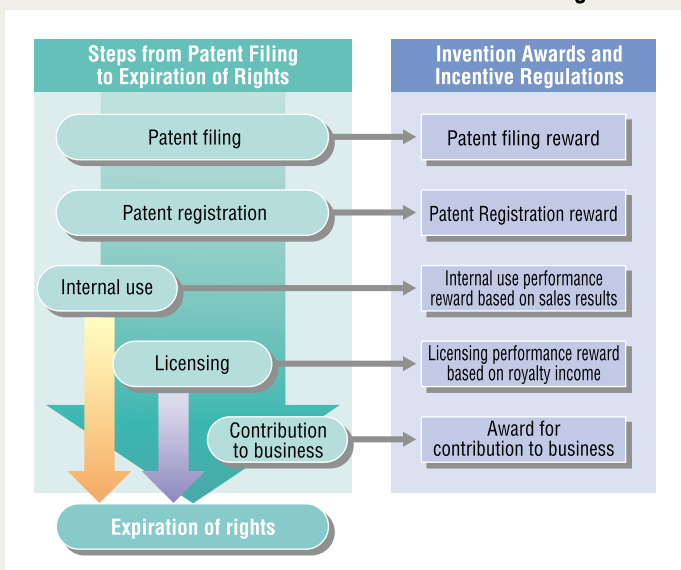 Steps from Patent Filing
to Expiration of Rights
Invention Awards and
Incentive Regulations
Patent filing
Patent filing reward
Patent registration
Patent Registration reward
Internal use
Internal use performance
reward based on sales results
Licensing
Licensing performance reward
based on royalty income
Contribution
to business
Award for
contribution to business
Expiration of rights